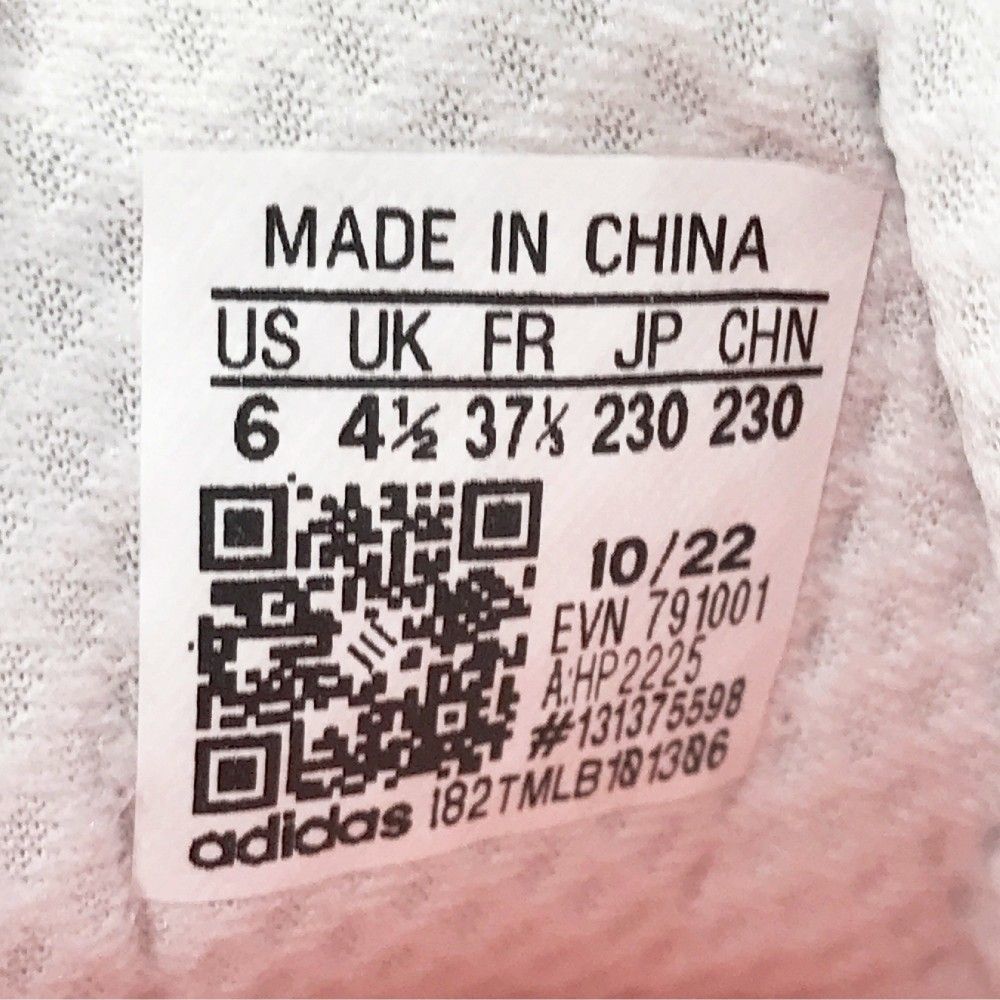 MADE IN CHINA
US UK FR JP CHN
6 4½ 37⅓ 230 230
10/22
EVN 791001
A:HP2225
#131375598
adidas I82TMLB101306